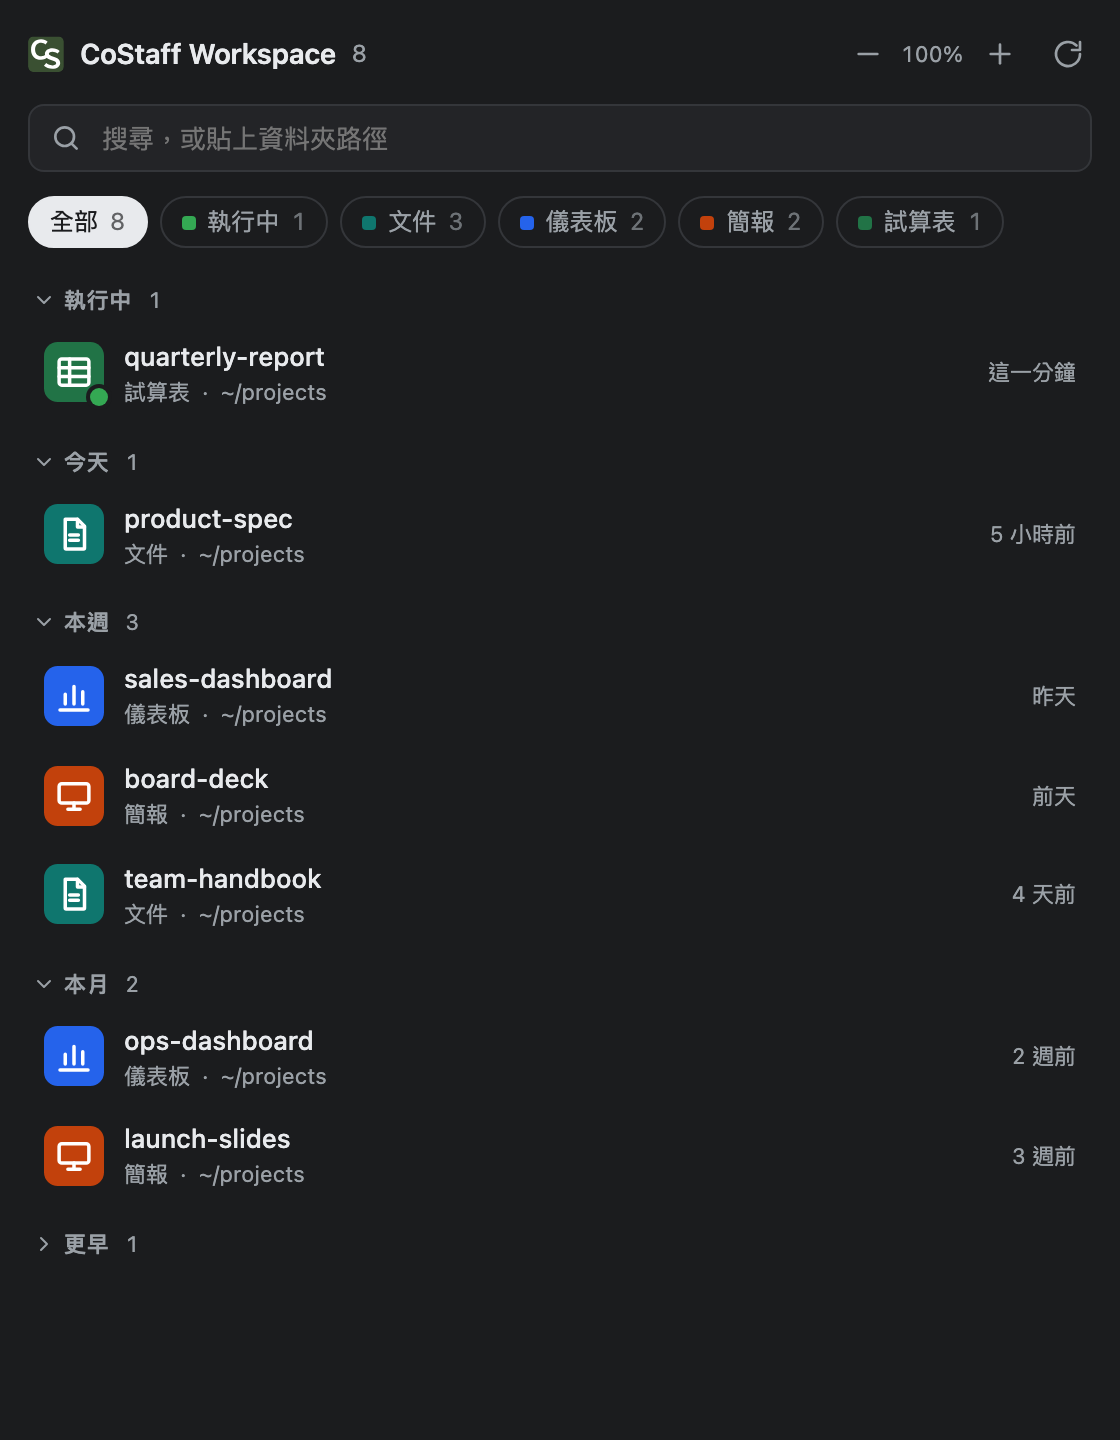 CS CoStaff Workspace 8 100%
搜尋，或貼上資料夾路徑
全部 8 執行中 1 文件 3 儀表板 2 簡報 2 試算表 1
執行中 1
quarterly-report
試算表 · ~/projects
這一分鐘
今天 1
product-spec
文件 · ~/projects
5 小時前
本週 3
sales-dashboard
儀表板 · ~/projects
昨天
board-deck
簡報 · ~/projects
前天
team-handbook
文件 · ~/projects
4 天前
本月 2
ops-dashboard
儀表板 · ~/projects
2 週前
launch-slides
簡報 · ~/projects
3 週前
更早 1